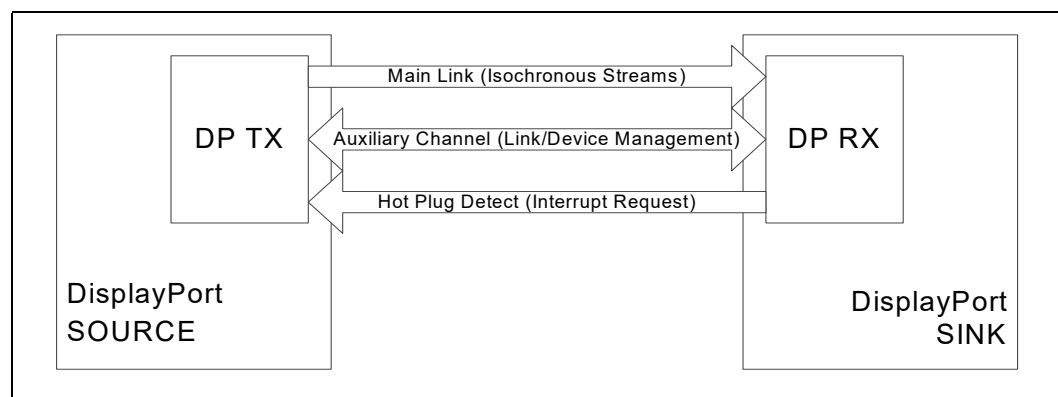 Main Link (Isochronous Streams)
DP TX
Auxiliary Channel (Link/Device Management)
DP RX
Hot Plug Detect (Interrupt Request)
DisplayPort
SOURCE
DisplayPort
SINK